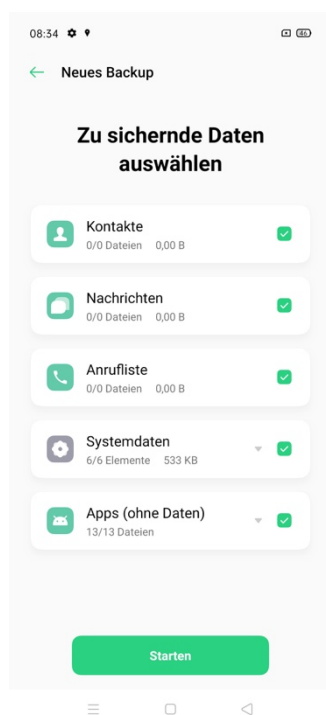 08:34
46
Neues Backup
Zu sichernde Daten
auswählen
Kontakte
0/0 Dateien 0,00 B
Nachrichten
0/0 Dateien 0,00 B
Anrufliste
0/0 Dateien 0,00 B
Systemdaten
6/6 Elemente 533 KB
Apps (ohne Daten)
13/13 Dateien
Starten